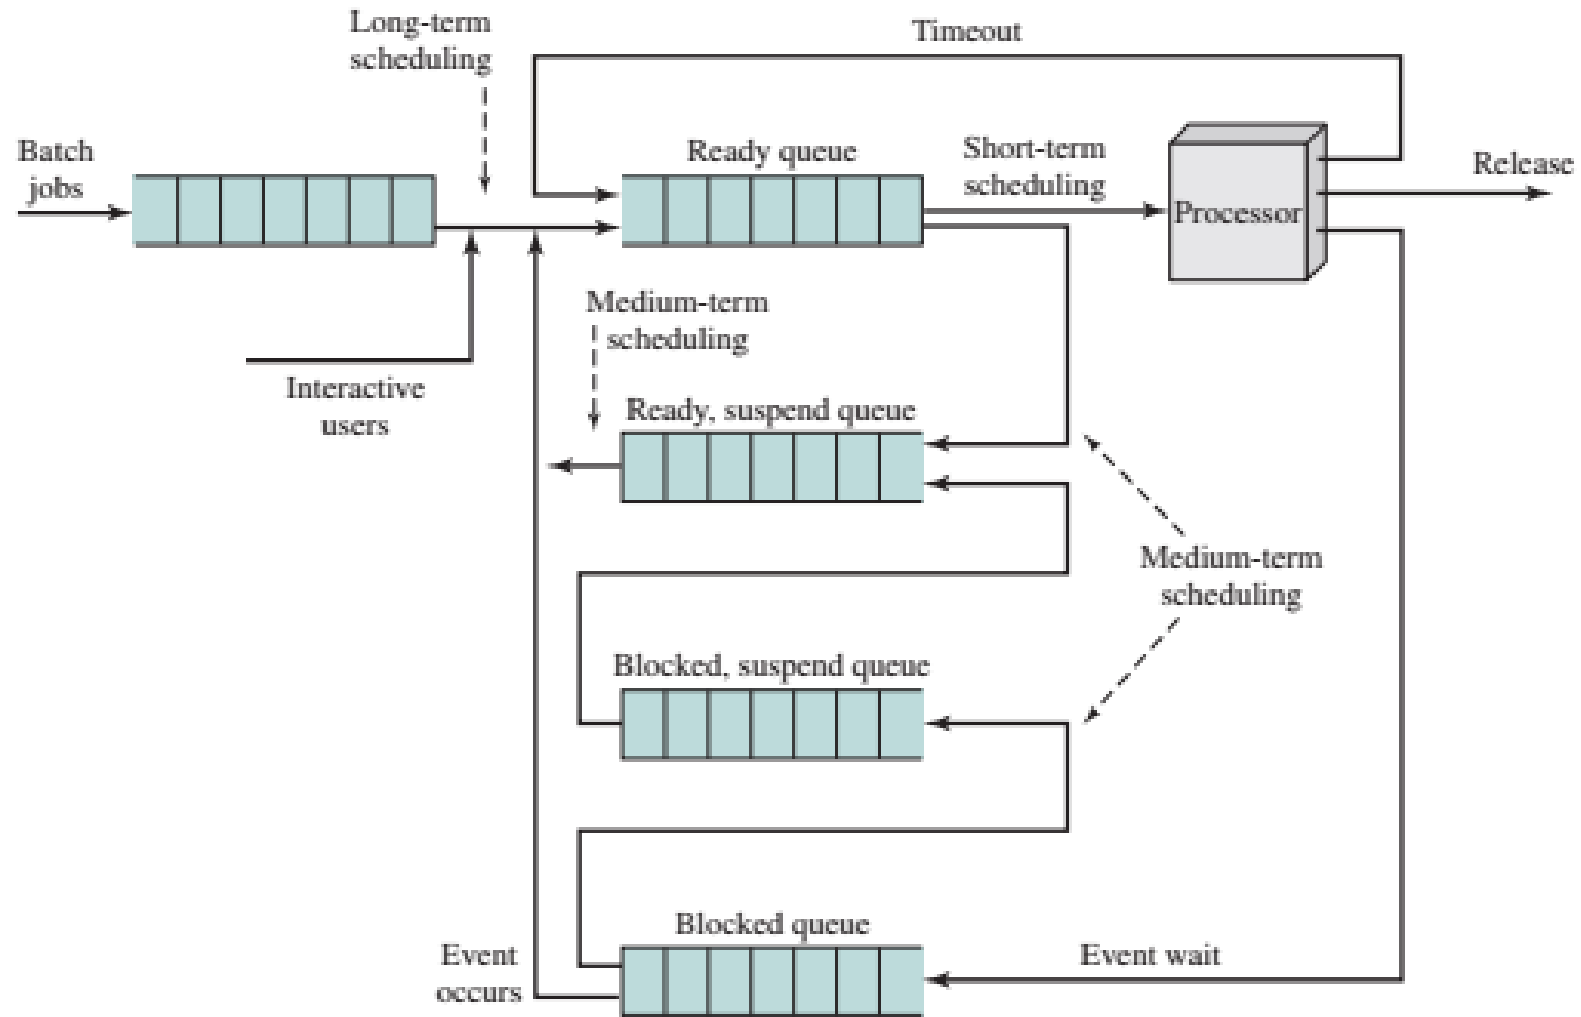 Long-term
scheduling
Timeout
Batch
jobs
Ready queue
Short-term
scheduling
Processor
Release
Interactive
users
Medium-term
scheduling
Ready, suspend queue
Medium-term
scheduling
Blocked, suspend queue
Blocked queue
Event
occurs
Event wait